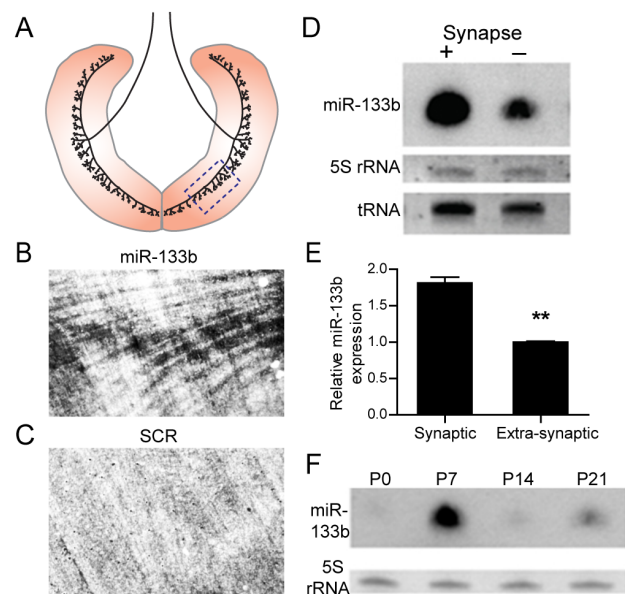 A
B
miR-133b
C
SCR
D
Synapse
+ –
miR-133b
5S rRNA
tRNA
E
Relative miR-133b
expression
2.0
1.5
1.0
0.5
0.0
**
Synaptic Extra-synaptic
F
P0 P7 P14 P21
miR-
133b
5S
rRNA